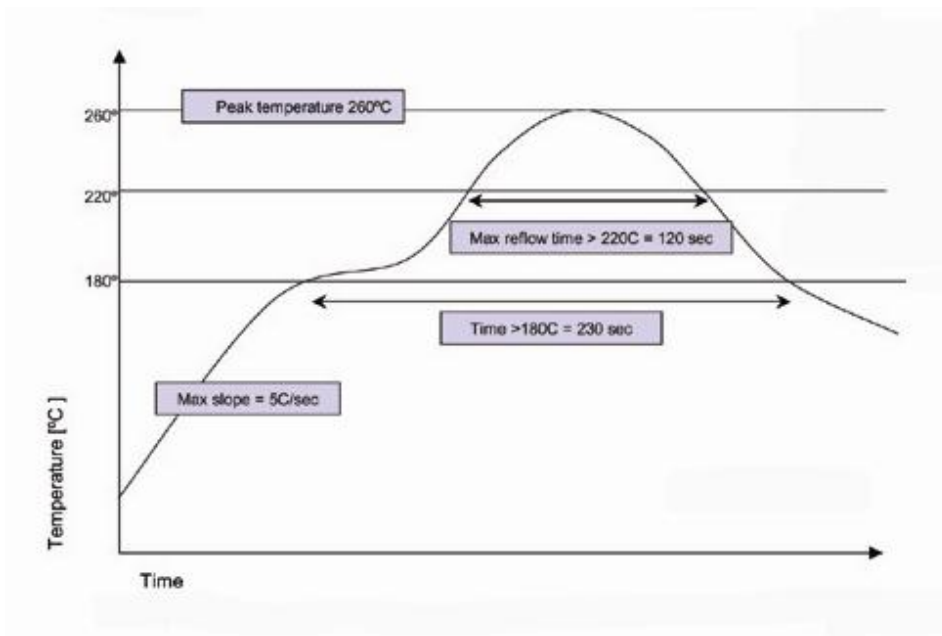 Peak temperature 260ºC
260º
220º
Max reflow time > 220C = 120 sec
180º
Time >180C = 230 sec
Max slope = 5C/sec
Temperature [ºC ]
Time